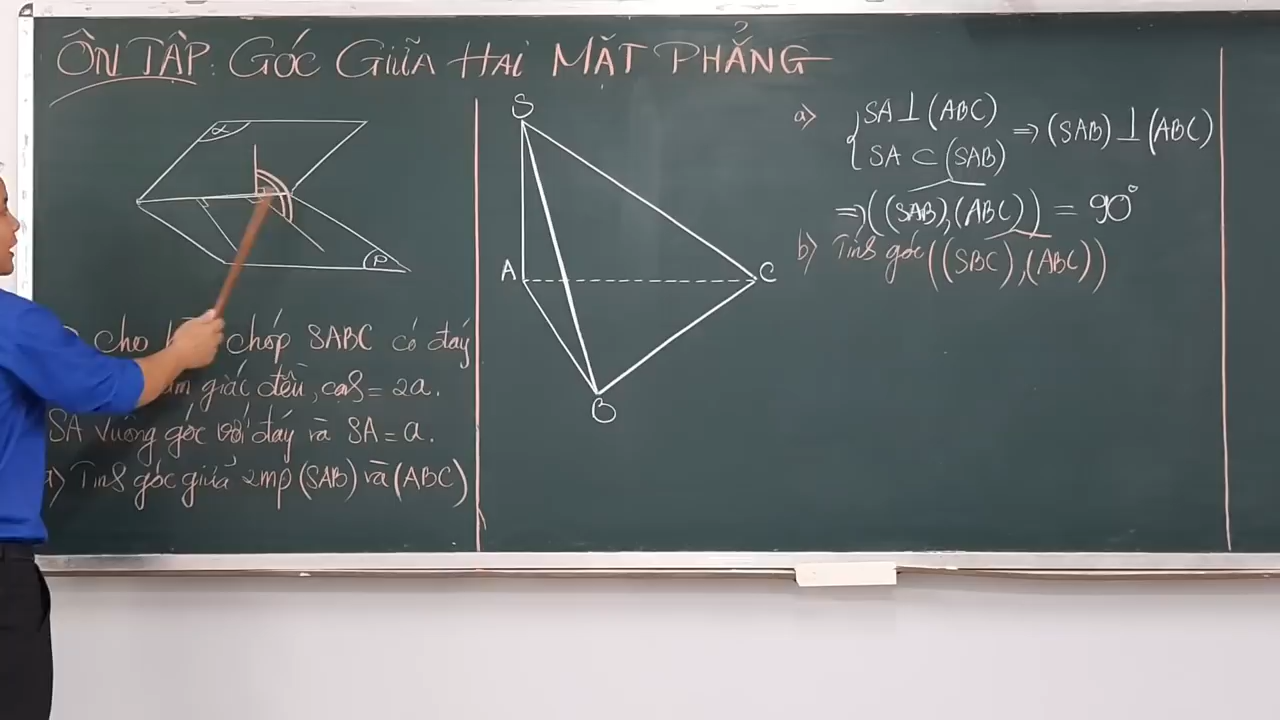 ÔN TẬP: GÓC GIỮA HAI MẶT PHẲNG
α
P
cho chóp SABC có đáy
giác đều, cạnh = 2a.
SA vuông góc với đáy và SA = a.
a) Tính góc giữa 2mp (SAB) và (ABC)
S
A
C
B
a) { SA ⊥ (ABC)
SA ⊂ (SAB) ⇒ (SAB) ⊥ (ABC)
⇒ ((SAB), (ABC)) = 90°
b) Tính góc ((SBC), (ABC))